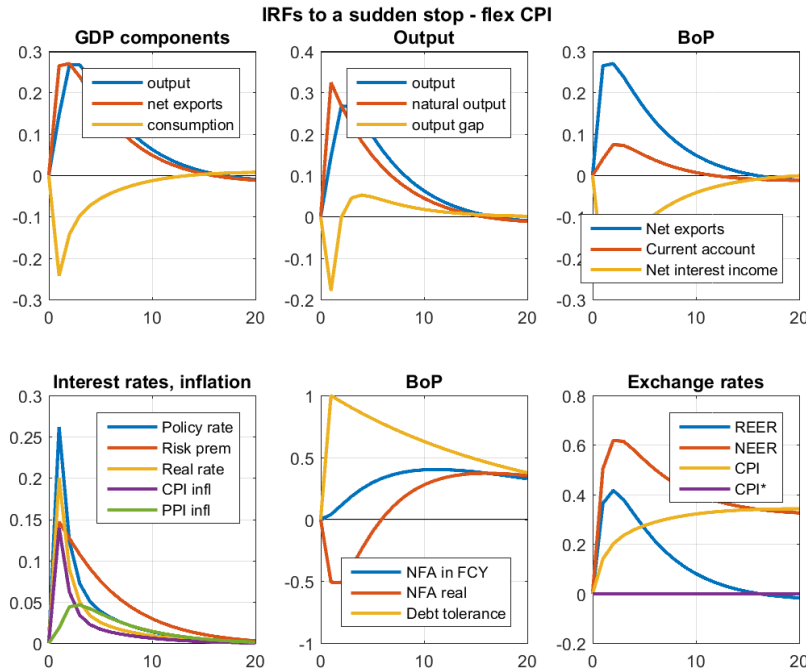 IRFs to a sudden stop - flex CPI
GDP components
0.3
0.2
0.1
0
-0.1
-0.2
-0.3
0
10
20
output
net exports
consumption
Output
0.3
0.2
0.1
0
-0.1
-0.2
0
10
20
output
natural output
output gap
BoP
0.3
0.2
0.1
0
-0.1
-0.2
-0.3
0
10
20
Net exports
Current account
Net interest income
Interest rates, inflation
0.3
0.25
0.2
0.15
0.1
0.05
0
0
10
20
Policy rate
Risk prem
Real rate
CPI infl
PPI infl
BoP
1
0.5
0
-0.5
-1
0
10
20
NFA in FCY
NFA real
Debt tolerance
Exchange rates
0.8
0.6
0.4
0.2
0
-0.2
0
10
20
REER
NEER
CPI
CPI*